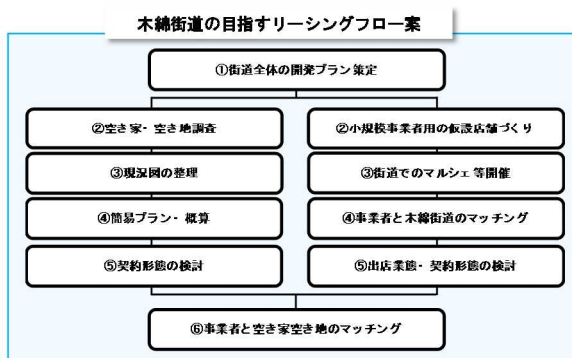 木綿街道の目指すリーシングフロー案
①街道全体の開発プラン策定
②空き家・空き地調査
②小規模事業者用の仮設店舗づくり
③現況図の整理
③街道でのマルシェ等開催
④簡易プラン・概算
④事業者と木綿街道のマッチング
⑤契約形態の検討
⑤出店業態・契約形態の検討
⑥事業者と空き家空き地のマッチング